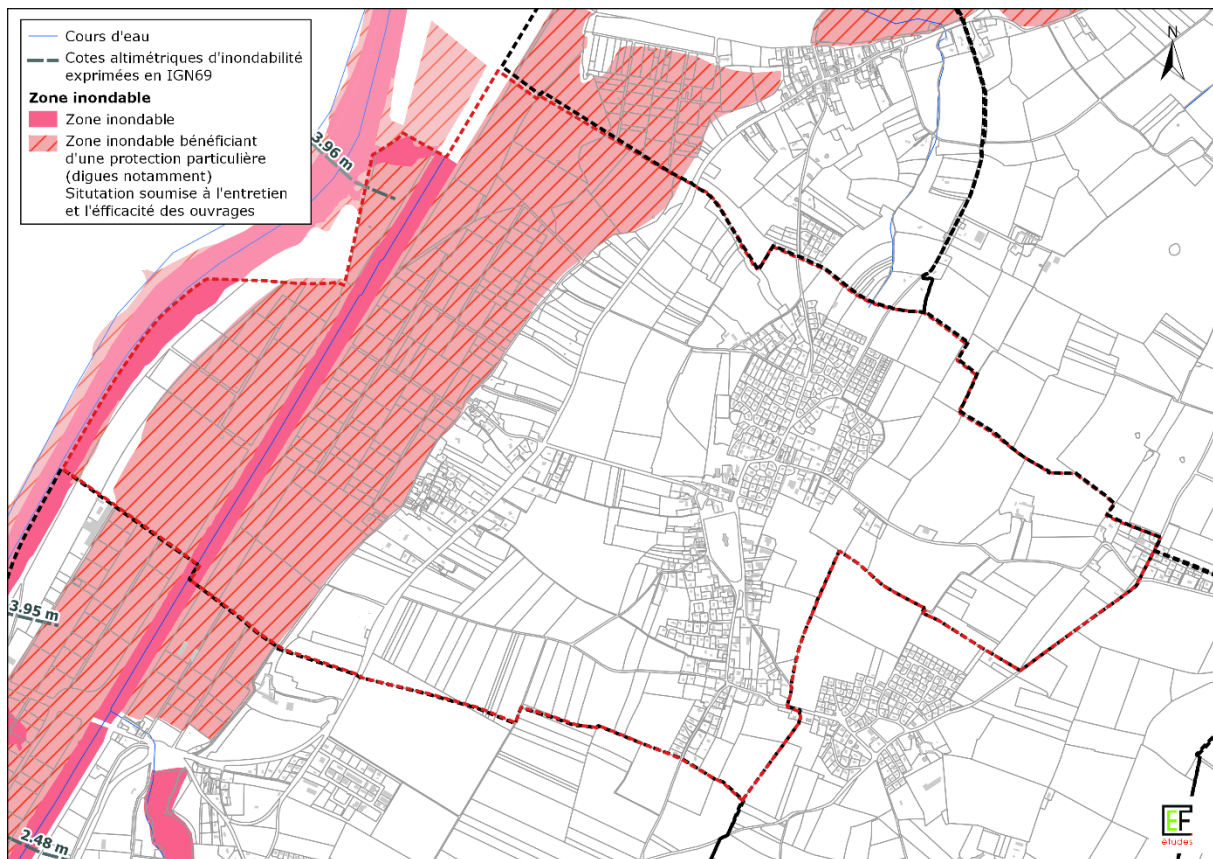 Cours d'eau
Cotes altimétriques d'inondabilité
exprimées en IGN69
Zone inondable
Zone inondable
Zone inondable bénéficiant
d'une protection particulière
(digues notamment)
Situtation soumise à l'entretien
et l'éfficacité des ouvrages
N
3.96 m
3.95 m
2.48 m
EF
études